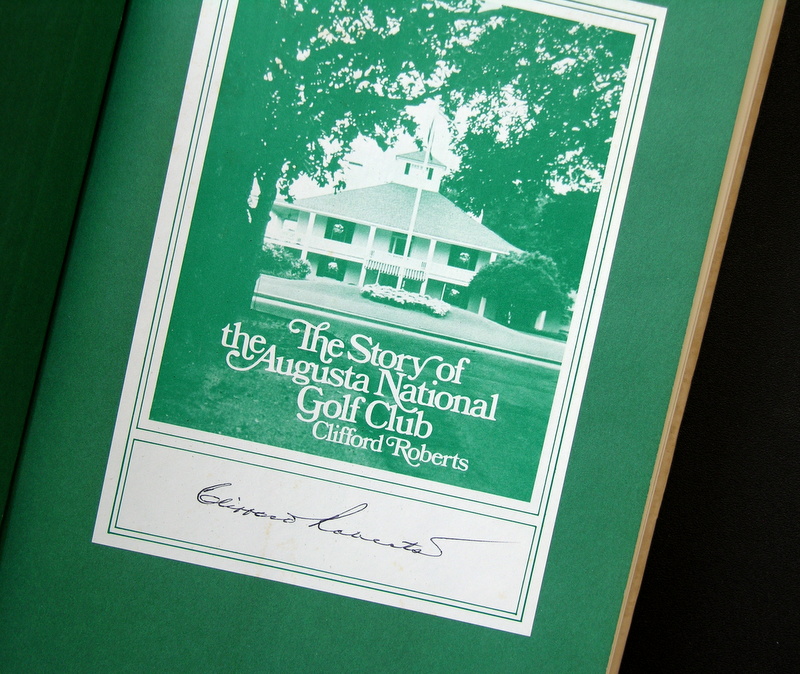 The Story of
the Augusta National
Golf Club
Clifford Roberts
Clifford Roberts